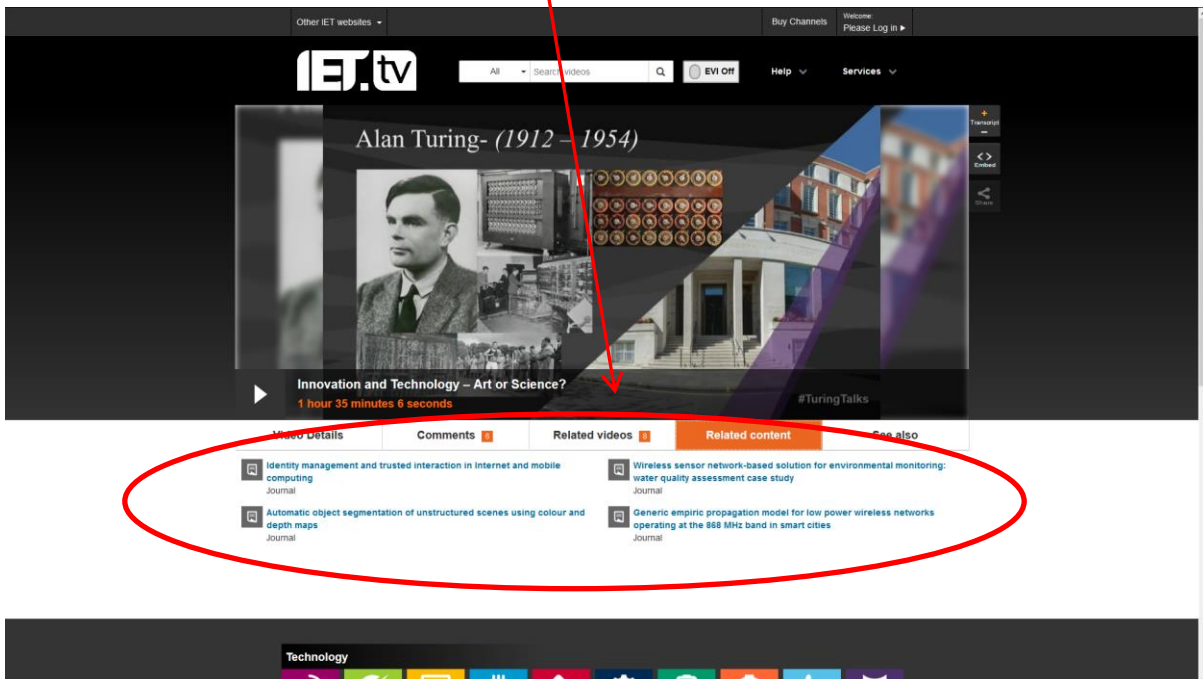 Other IET websites
Buy Channels
Welcome:
Please Log in
IET.tv
All
Search videos
EVI Off
Help
Services
Transcript
Embed
Share
Alan Turing- (1912 – 1954)
Innovation and Technology – Art or Science?
1 hour 35 minutes 6 seconds
#TuringTalks
Video Details
Comments
Related videos
Related content
See also
Identity management and trusted interaction in Internet and mobile
computing
Journal
Automatic object segmentation of unstructured scenes using colour and
depth maps
Journal
Wireless sensor network-based solution for environmental monitoring:
water quality assessment case study
Journal
Generic empiric propagation model for low power wireless networks
operating at the 868 MHz band in smart cities
Journal
Technology